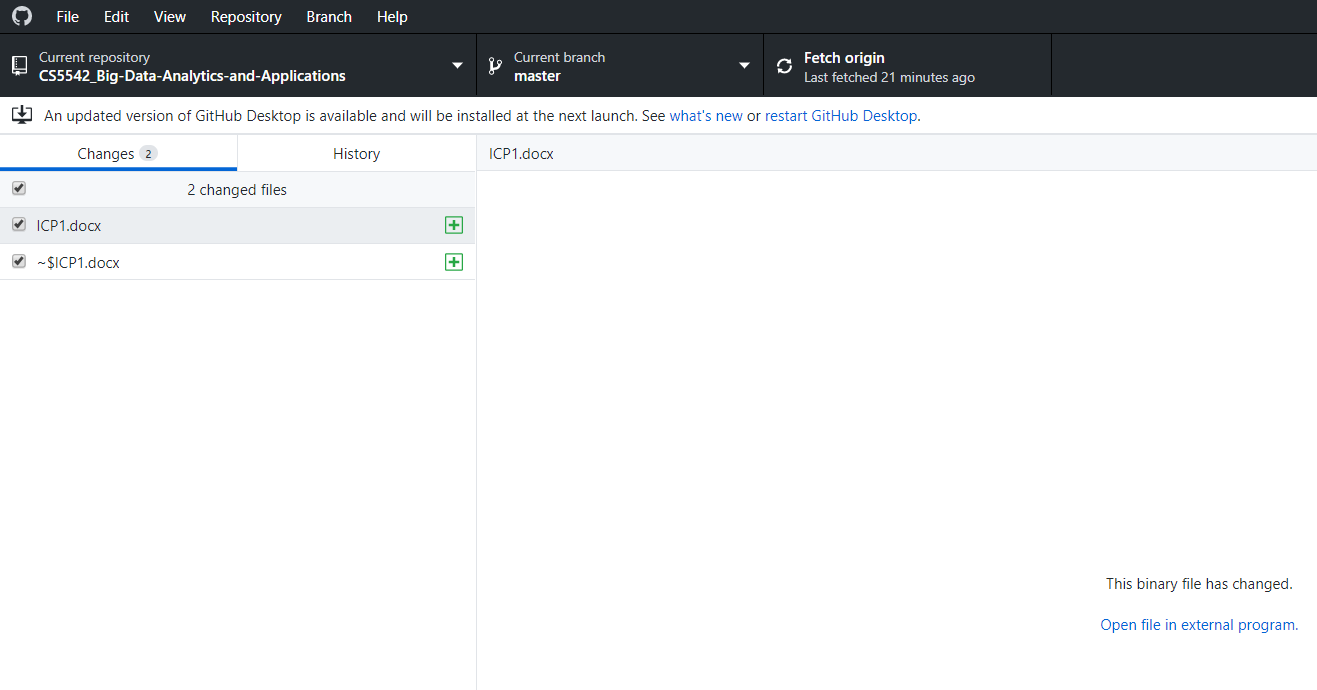 File Edit View Repository Branch Help
Current repository
CS5542_Big-Data-Analytics-and-Applications
Current branch
master
Fetch origin
Last fetched 21 minutes ago
An updated version of GitHub Desktop is available and will be installed at the next launch. See what's new or restart GitHub Desktop.
Changes 2 History
ICP1.docx
2 changed files
ICP1.docx
~$ICP1.docx
This binary file has changed.
Open file in external program.